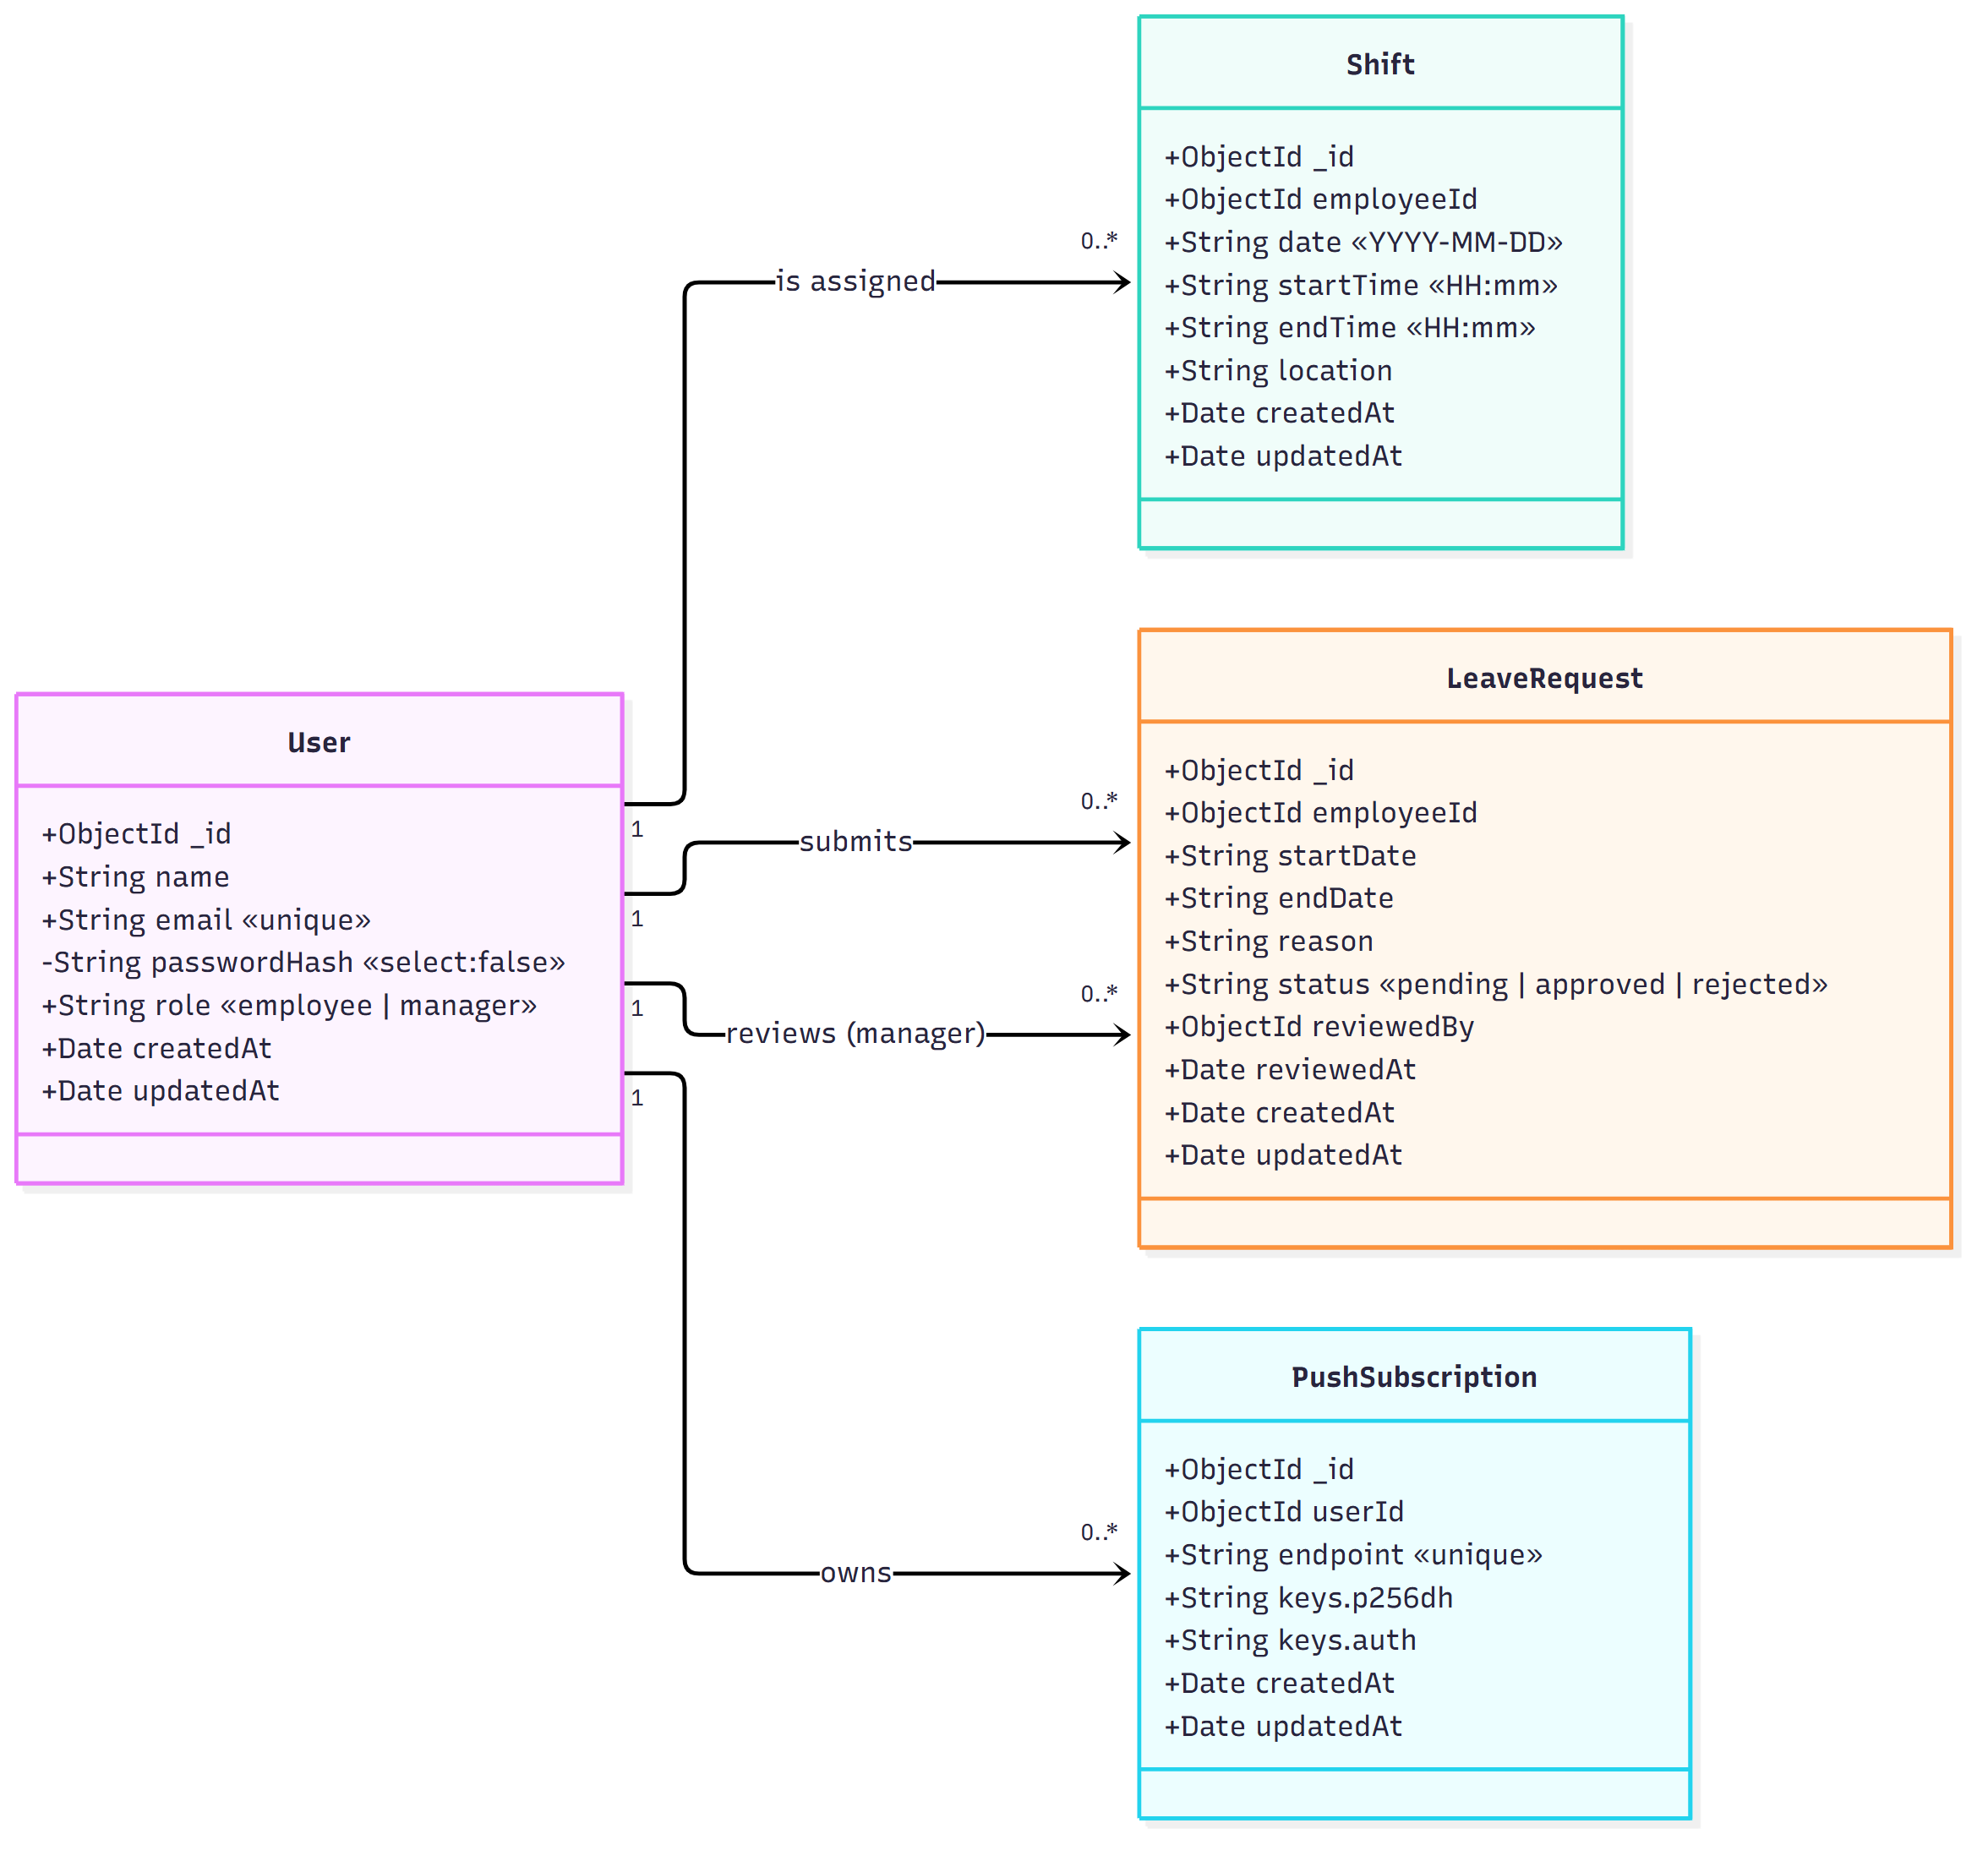 Shift
+ObjectId _id
+ObjectId employeeId
+String date «YYYY-MM-DD»
+String startTime «HH:mm»
+String endTime «HH:mm»
+String location
+Date createdAt
+Date updatedAt
0..*
is assigned
User
+ObjectId _id
+String name
+String email «unique»
-String passwordHash «select:false»
+String role «employee | manager»
+Date createdAt
+Date updatedAt
1
1
1
1
submits
0..*
reviews (manager)
0..*
LeaveRequest
+ObjectId _id
+ObjectId employeeId
+String startDate
+String endDate
+String reason
+String status «pending | approved | rejected»
+ObjectId reviewedBy
+Date reviewedAt
+Date createdAt
+Date updatedAt
owns
0..*
PushSubscription
+ObjectId _id
+ObjectId userId
+String endpoint «unique»
+String keys.p256dh
+String keys.auth
+Date createdAt
+Date updatedAt